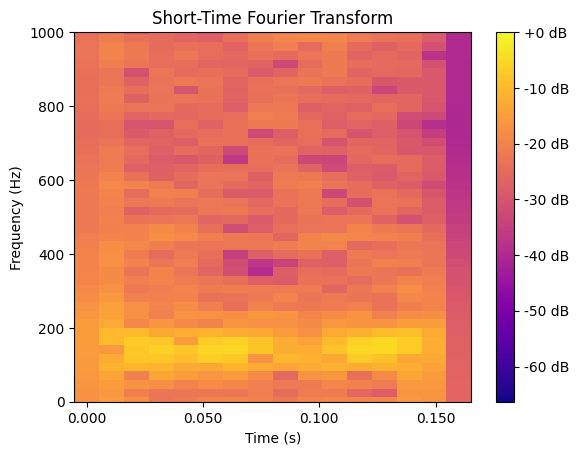 Short-Time Fourier Transform
Frequency (Hz)
1000
800
600
400
200
0
0.000 0.050 0.100 0.150
Time (s)
+0 dB
-10 dB
-20 dB
-30 dB
-40 dB
-50 dB
-60 dB